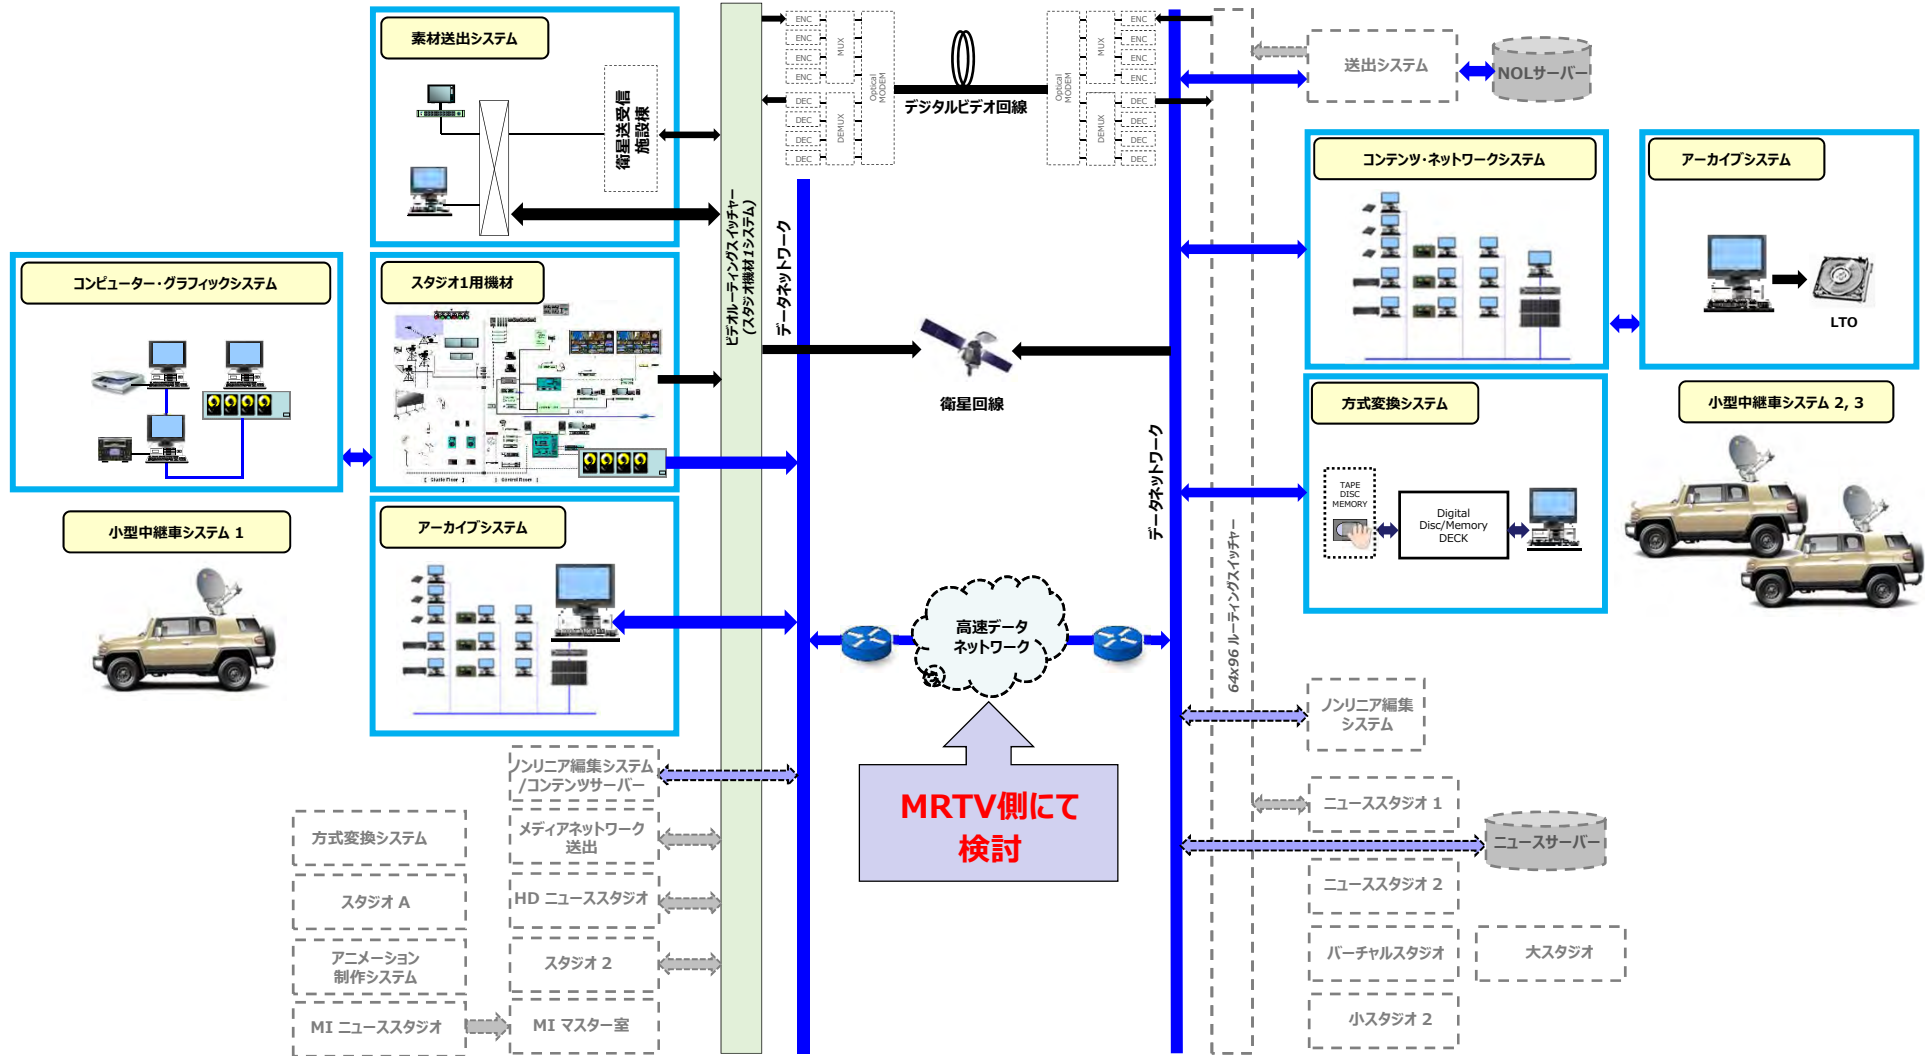 素材送出システム
衛星送受信
施設棟
コンピューター・グラフィックシステム
スタジオ1用機材
[ Studio Floor ]
[ Control Room ]
小型中継車システム 1
アーカイブシステム
ノンリニア編集システム
/コンテンツサーバー
方式変換システム
メディアネットワーク
送出
スタジオ A
HD ニューススタジオ
アニメーション
制作システム
スタジオ 2
MI ニューススタジオ
MI マスター室
ビデオルーティングスイッチャー
(スタジオ機材1システム)
データネットワーク
ENC
ENC
ENC
ENC
DEC
DEC
DEC
DEC
MUX
DEMUX
Optical
MODEM
デジタルビデオ回線
Optical
MODEM
MUX
DEMUX
ENC
ENC
ENC
ENC
DEC
DEC
DEC
DEC
衛星回線
高速データ
ネットワーク
MRTV側にて
検討
データネットワーク
64x96 ルーティングスイッチャー
送出システム
NOLサーバー
コンテンツ・ネットワークシステム
アーカイブシステム
LTO
方式変換システム
TAPE
DISC
MEMORY
Digital
Disc/Memory
DECK
小型中継車システム 2, 3
ノンリニア編集
システム
ニューススタジオ 1
ニュースサーバー
ニューススタジオ 2
バーチャルスタジオ
大スタジオ
小スタジオ 2